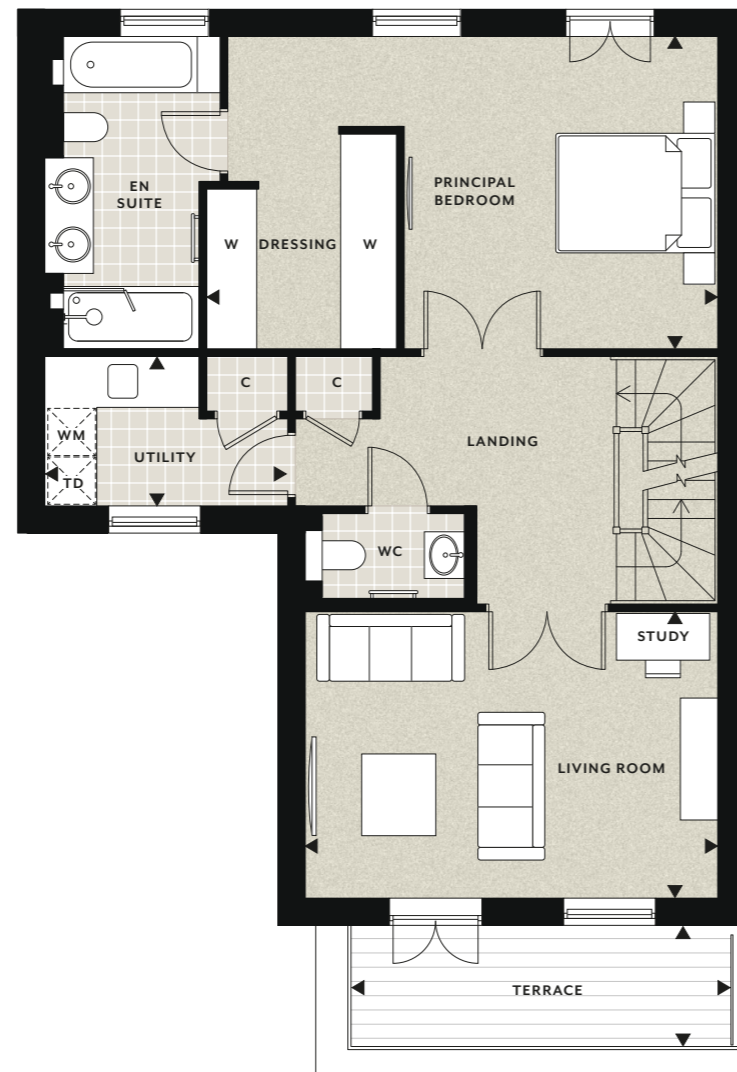 EN
SUITE
W
DRESSING
W
PRINCIPAL
BEDROOM
C
C
WM
TD
UTILITY
LANDING
WC
STUDY
LIVING ROOM
TERRACE